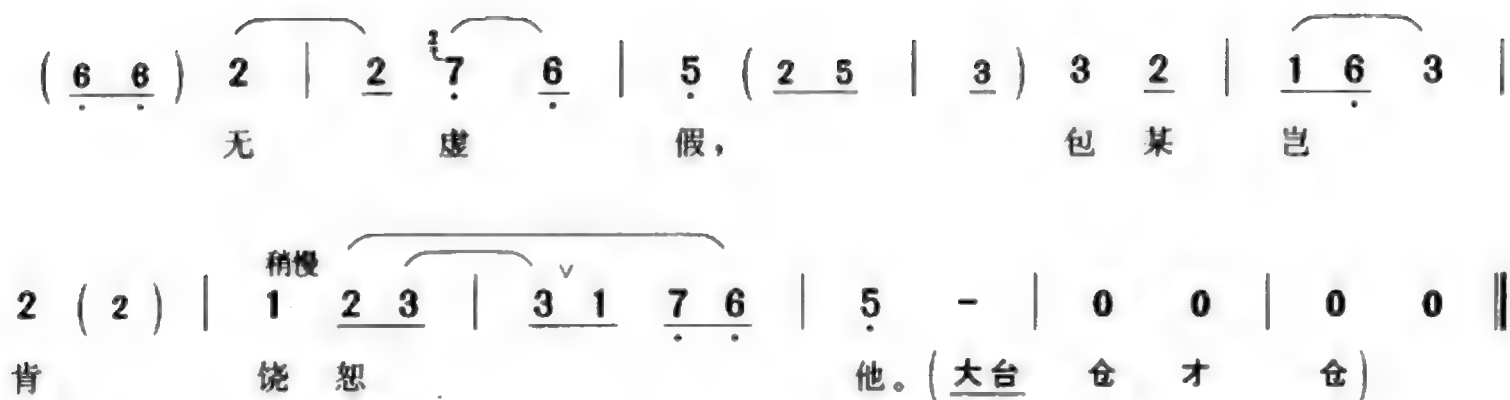 ( 6 6 ) 2 | 2 2 7 6 | 5 ( 2 5 | 3 ) 3 2 | 1 6 3 |
无 虚 假， 包 某 岂
稍慢
2 ( 2 ) | 1 2 3 | 3 1 7 6 | 5 - | 0 0 | 0 0 ‖
肯 饶 恕 他。 ( 大 台 仓 才 仓 )